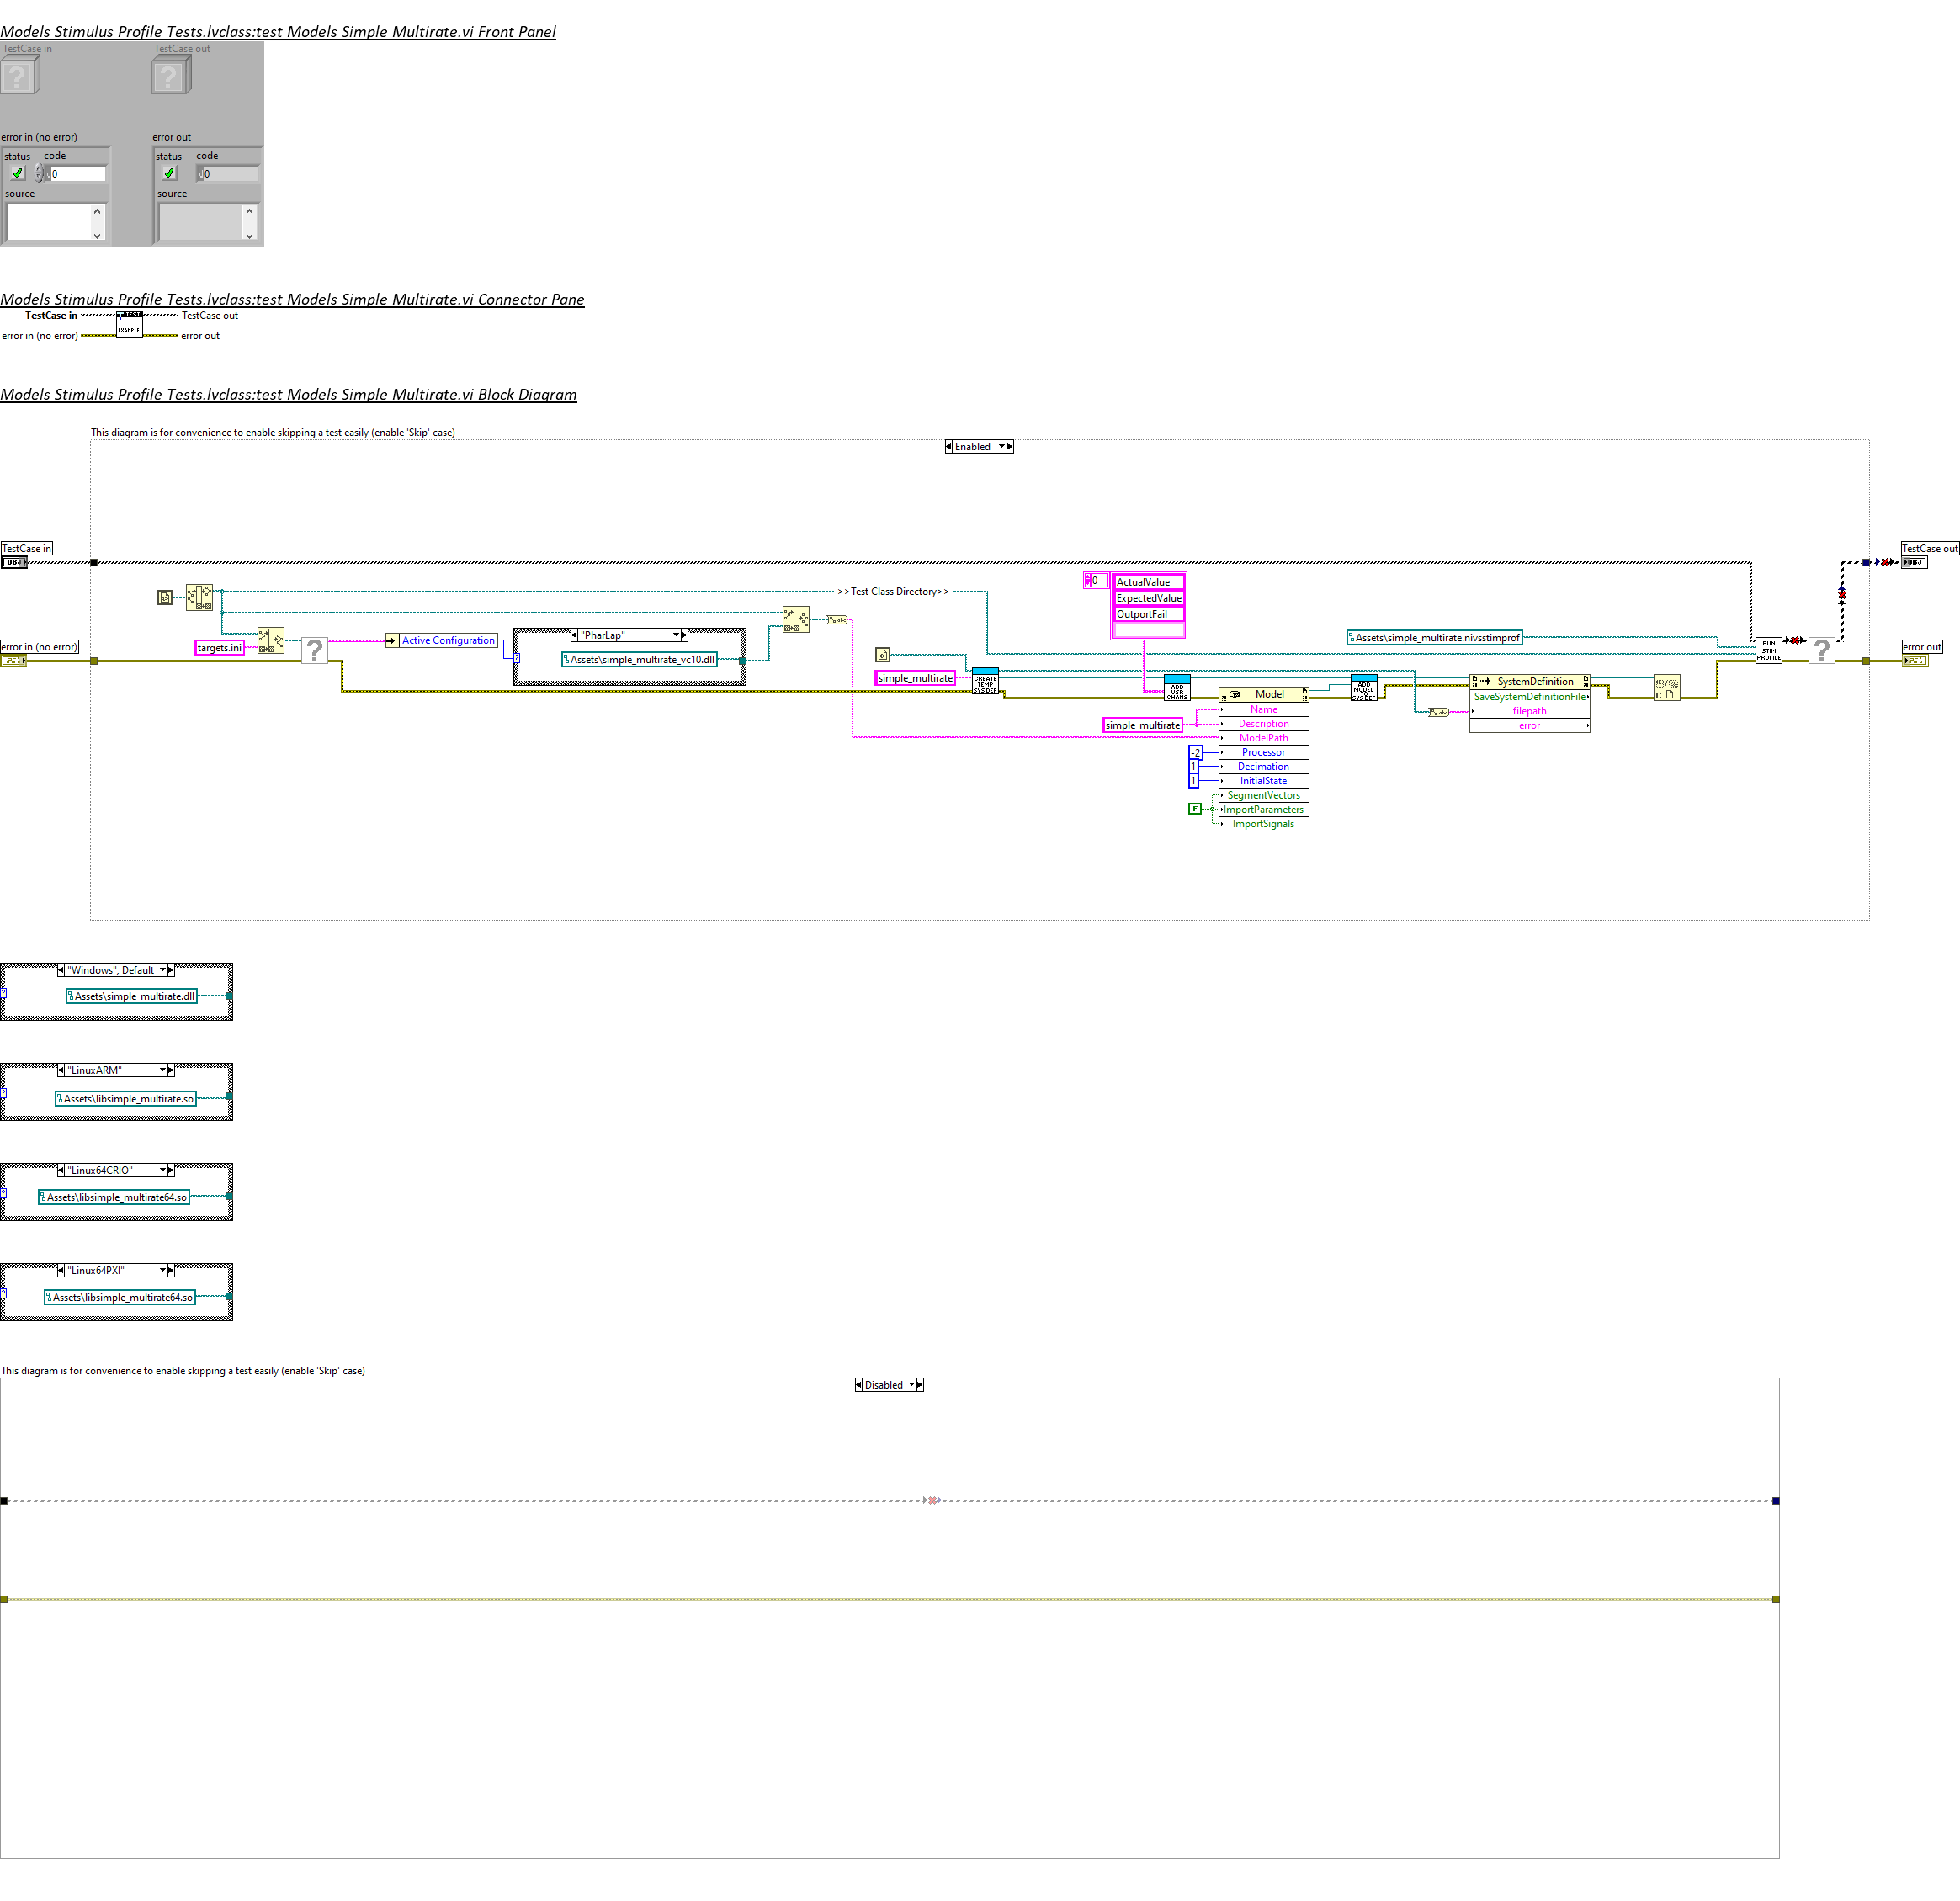 Models Stimulus Profile Tests.lvclass:test Models Simple Multirate.vi Front Panel
TestCase in
TestCase out
error in (no error)
error out
status code
status code
0
0
source
source
Models Stimulus Profile Tests.lvclass:test Models Simple Multirate.vi Connector Pane
TestCase in
TEST
TestCase out
error in (no error)
EXAMPLE
error out
Models Stimulus Profile Tests.lvclass:test Models Simple Multirate.vi Block Diagram
This diagram is for convenience to enable skipping a test easily (enable 'Skip' case)
Enabled
TestCase in
OBJ
TestCase out
OBJ
>>Test Class Directory>>
0
ActualValue
ExpectedValue
OutportFail
error in (no error)
targets.ini
Active Configuration
"PharLap"
Assets\simple_multirate_vc10.dll
Assets\simple_multirate.nivsstimprof
RUN
STIM
PROFILE
error out
simple_multirate
CREATE
TEMP
SYS DEF
ADD
USR
CHANS
Model
Name
Description
ModelPath
Processor
Decimation
InitialState
SegmentVectors
ImportParameters
ImportSignals
simple_multirate
-2
1
1
F
ADD
MODEL
TO
SYS DEF
SystemDefinition
SaveSystemDefinitionFile
filepath
error
"Windows", Default
Assets\simple_multirate.dll
"LinuxARM"
Assets\libsimple_multirate.so
"Linux64CRIO"
Assets\libsimple_multirate64.so
"Linux64PXI"
Assets\libsimple_multirate64.so
This diagram is for convenience to enable skipping a test easily (enable 'Skip' case)
Disabled